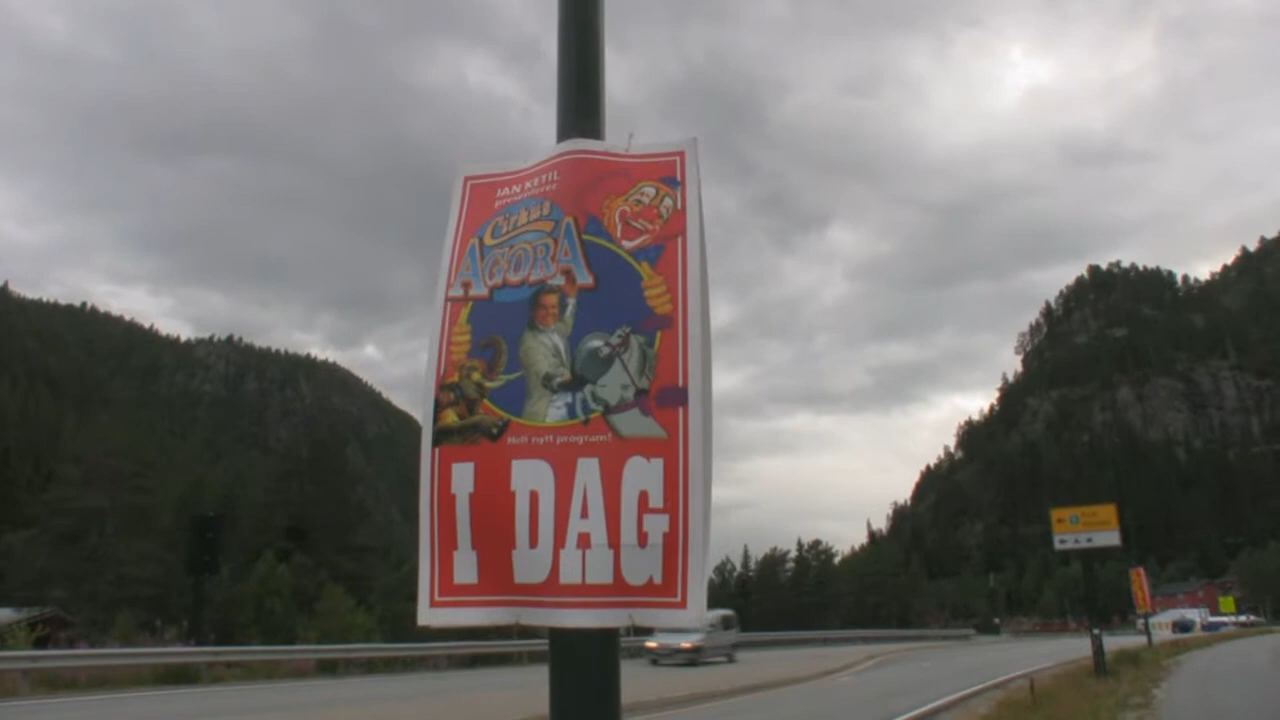 JAN KETIL
presenterer
Cirkus
AGORA
Helt nytt program!
I DAG